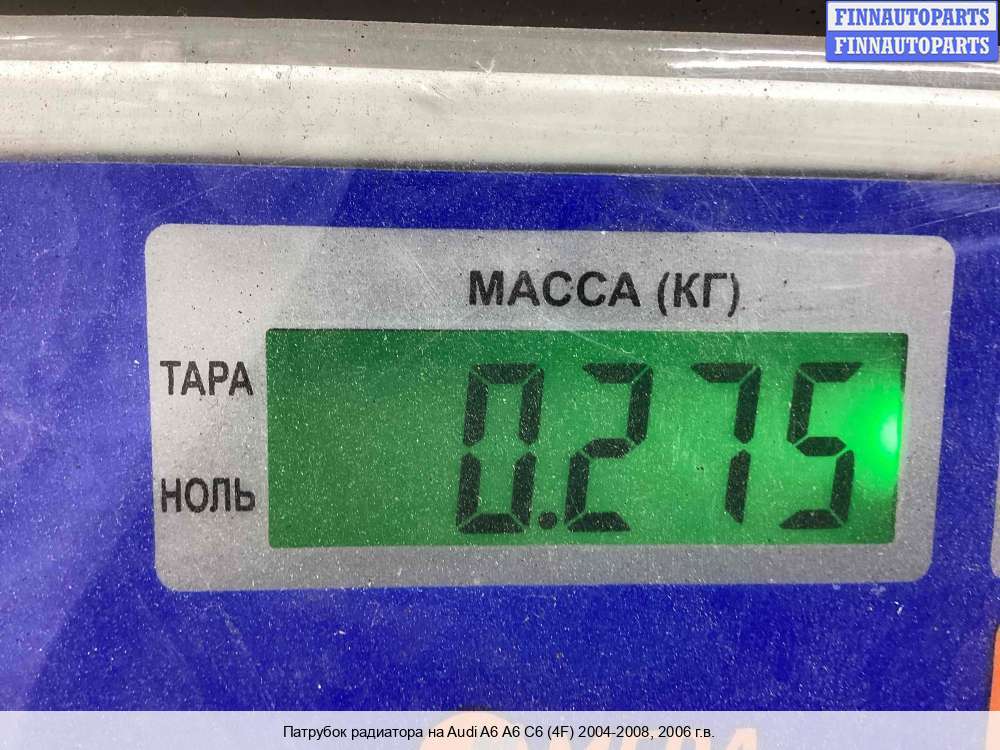 FINNAUTOPARTS
FINNAUTOPARTS
МАССА (КГ)
ТАРА
0.275
НОЛЬ
Патрубок радиатора на Audi A6 A6 C6 (4F) 2004-2008, 2006 г.в.